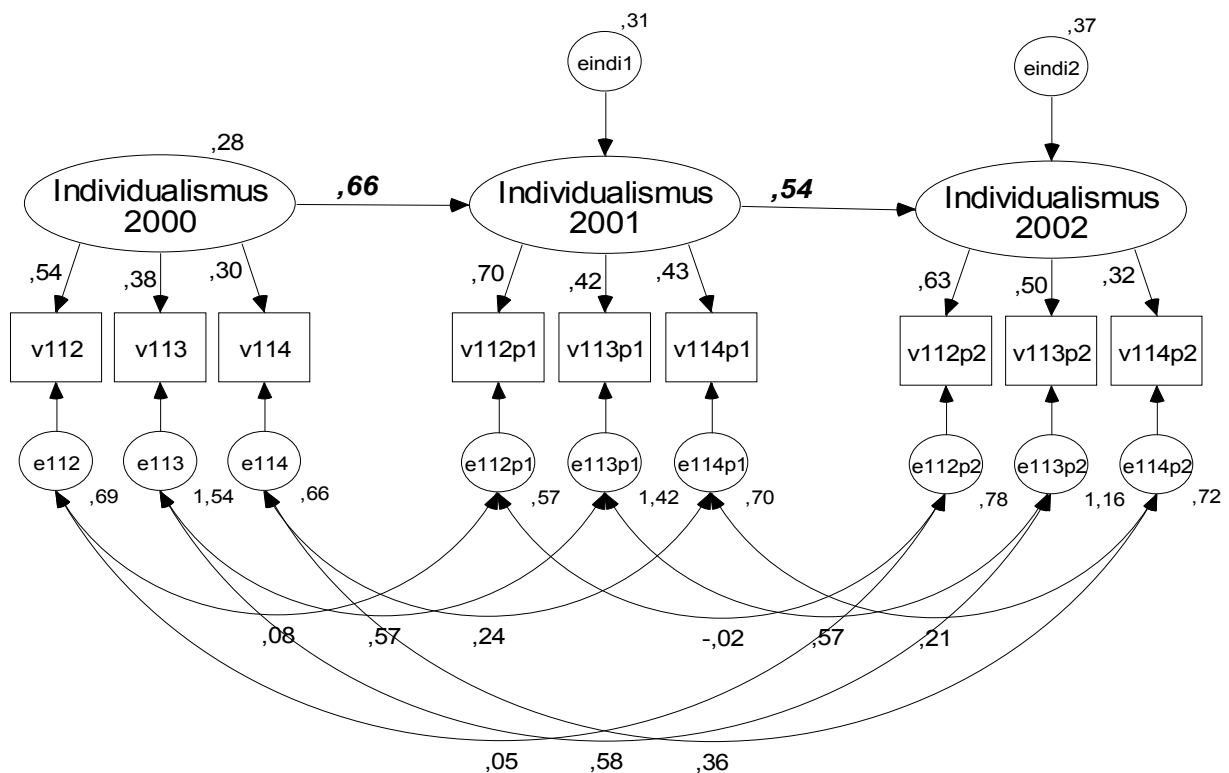 ,31
,37
eindi1
eindi2
,28
Individualismus
2000
,66
Individualismus
2001
,54
Individualismus
2002
,54
,38
,30
,70
,42
,43
,63
,50
,32
v112
v113
v114
v112p1
v113p1
v114p1
v112p2
v113p2
v114p2
e112
e113
e114
e112p1
e113p1
e114p1
e112p2
e113p2
e114p2
,69
1,54
,66
,57
1,42
,70
,78
1,16
,72
,08
,57
,24
-,02
,57
,21
,05
,58
,36